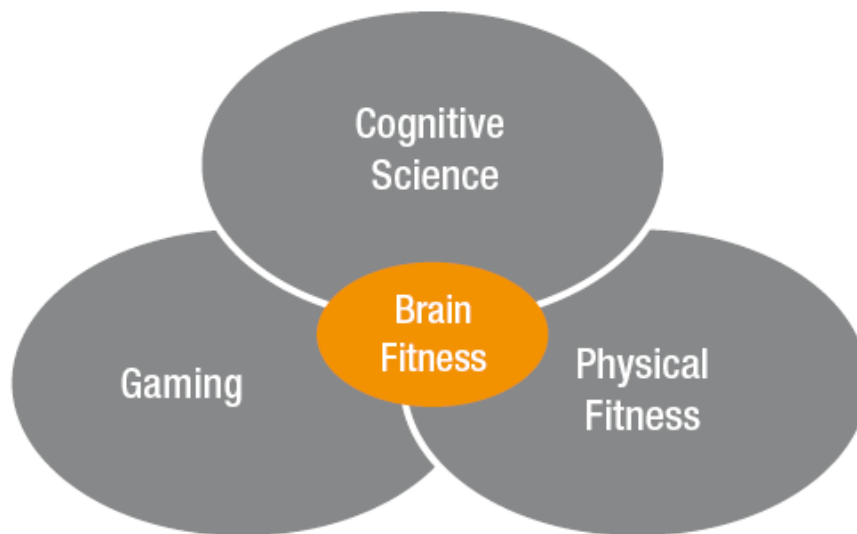 Cognitive
Science
Brain
Fitness
Gaming
Physical
Fitness